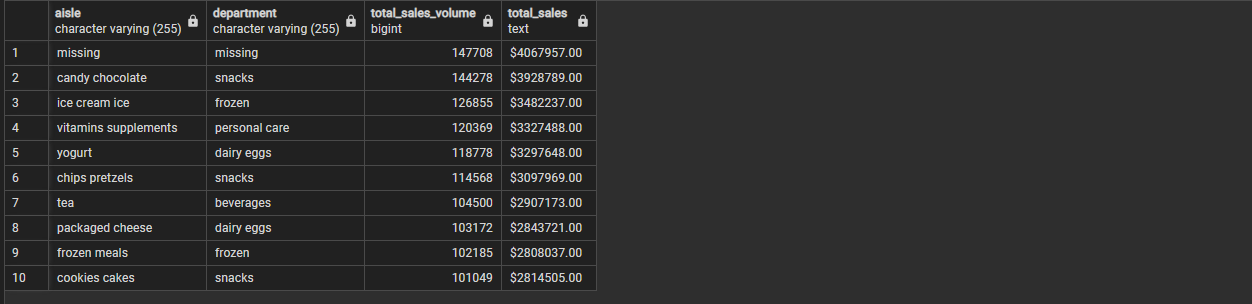 aisle department total_sales_volume total_sales
character varying (255) character varying (255) bigint text
1 missing missing 147708 $4067957.00
2 candy chocolate snacks 144278 $3928789.00
3 ice cream ice frozen 126855 $3482237.00
4 vitamins supplements personal care 120369 $3327488.00
5 yogurt dairy eggs 118778 $3297648.00
6 chips pretzels snacks 114568 $3097969.00
7 tea beverages 104500 $2907173.00
8 packaged cheese dairy eggs 103172 $2843721.00
9 frozen meals frozen 102185 $2808037.00
10 cookies cakes snacks 101049 $2814505.00